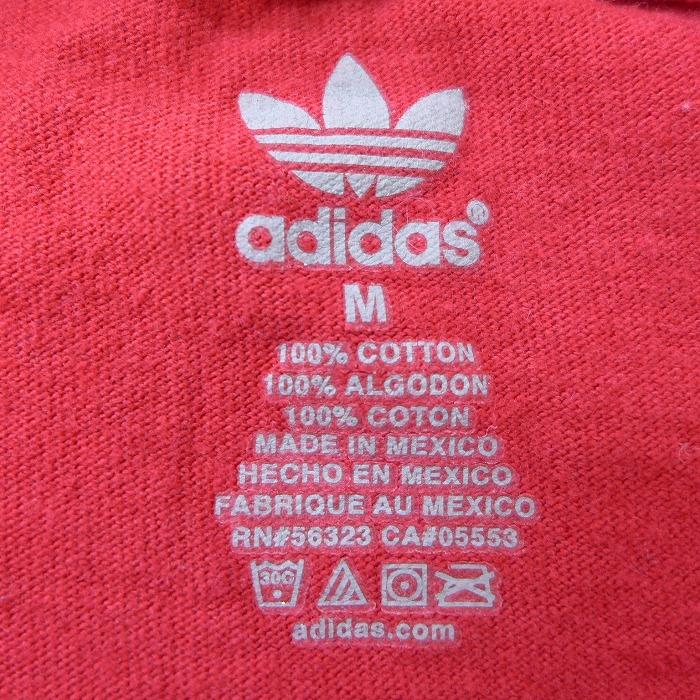 adidas®
M
100% COTTON
100% ALGODON
100% COTON
MADE IN MEXICO
HECHO EN MEXICO
FABRIQUE AU MEXICO
RN#56323 CA#05553
30C
adidas.com